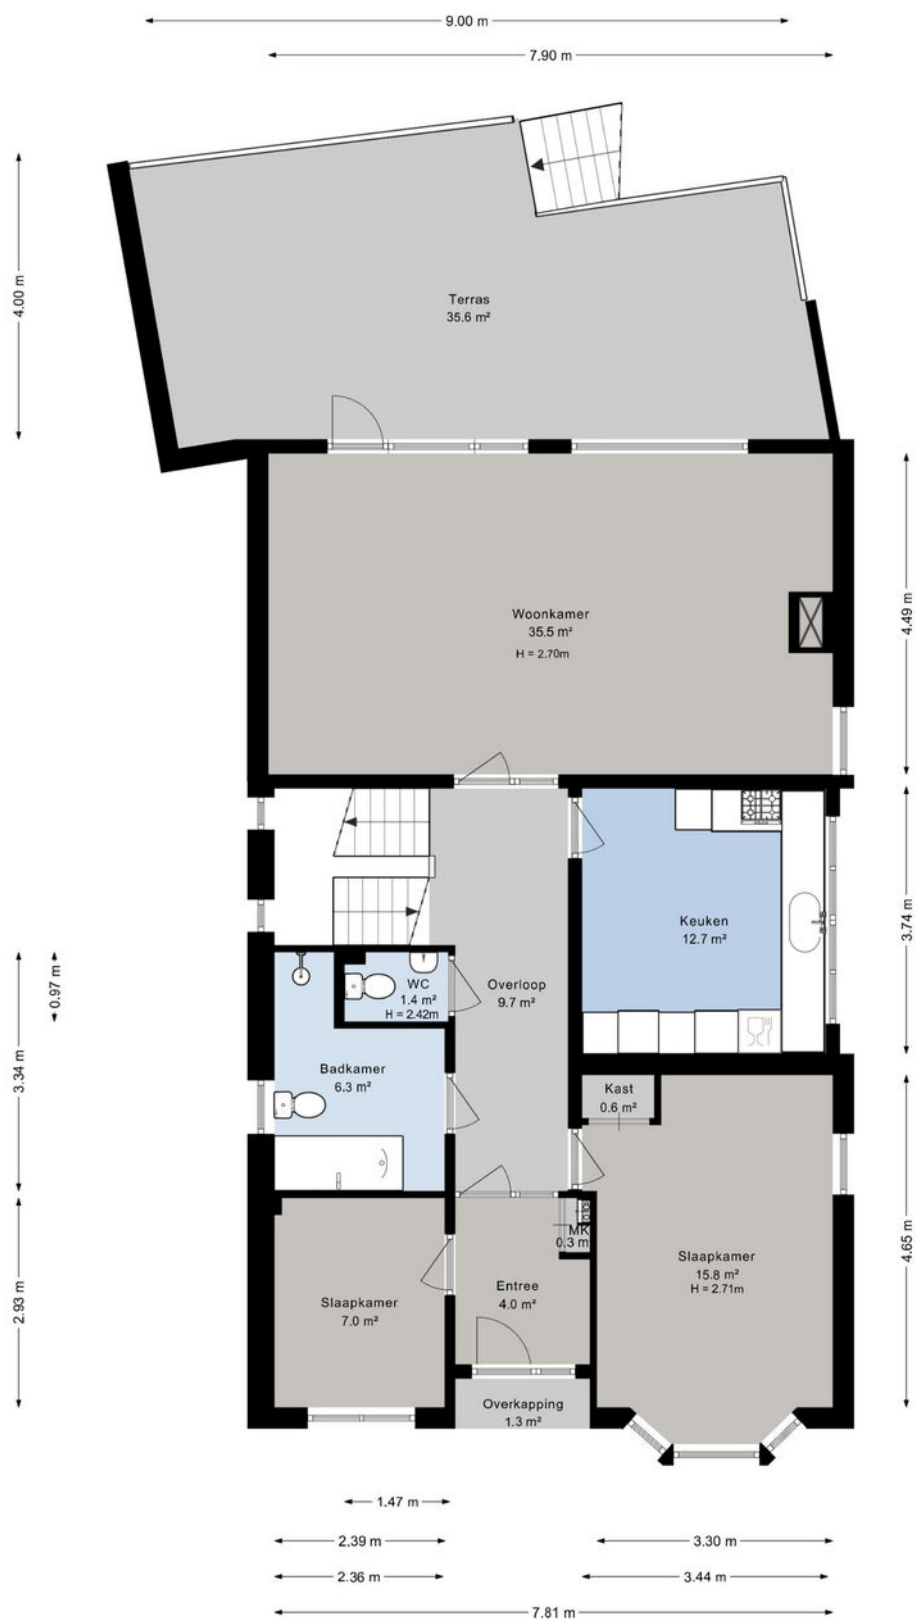 9.00 m
7.90 m
4.00 m
Terras
35.6 m²
Woonkamer
35.5 m²
H = 2.70m
4.49 m
Keuken
12.7 m²
3.74 m
0.97 m
WC
1.4 m²
H = 2.42m
Overloop
9.7 m²
3.34 m
Badkamer
6.3 m²
Kast
0.6 m²
MK
0.3 m
Slaapkamer
15.8 m²
H = 2.71m
4.65 m
2.93 m
Slaapkamer
7.0 m²
Entree
4.0 m²
Overkapping
1.3 m²
1.47 m
2.39 m
3.30 m
2.36 m
3.44 m
7.81 m